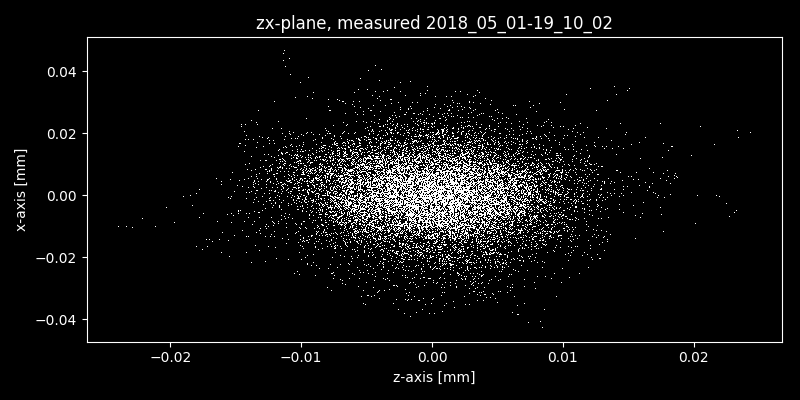 zx-plane, measured 2018_05_01-19_10_02
0.04
0.02
0.00
−0.02
−0.04
x-axis [mm]
−0.02 −0.01 0.00 0.01 0.02
z-axis [mm]